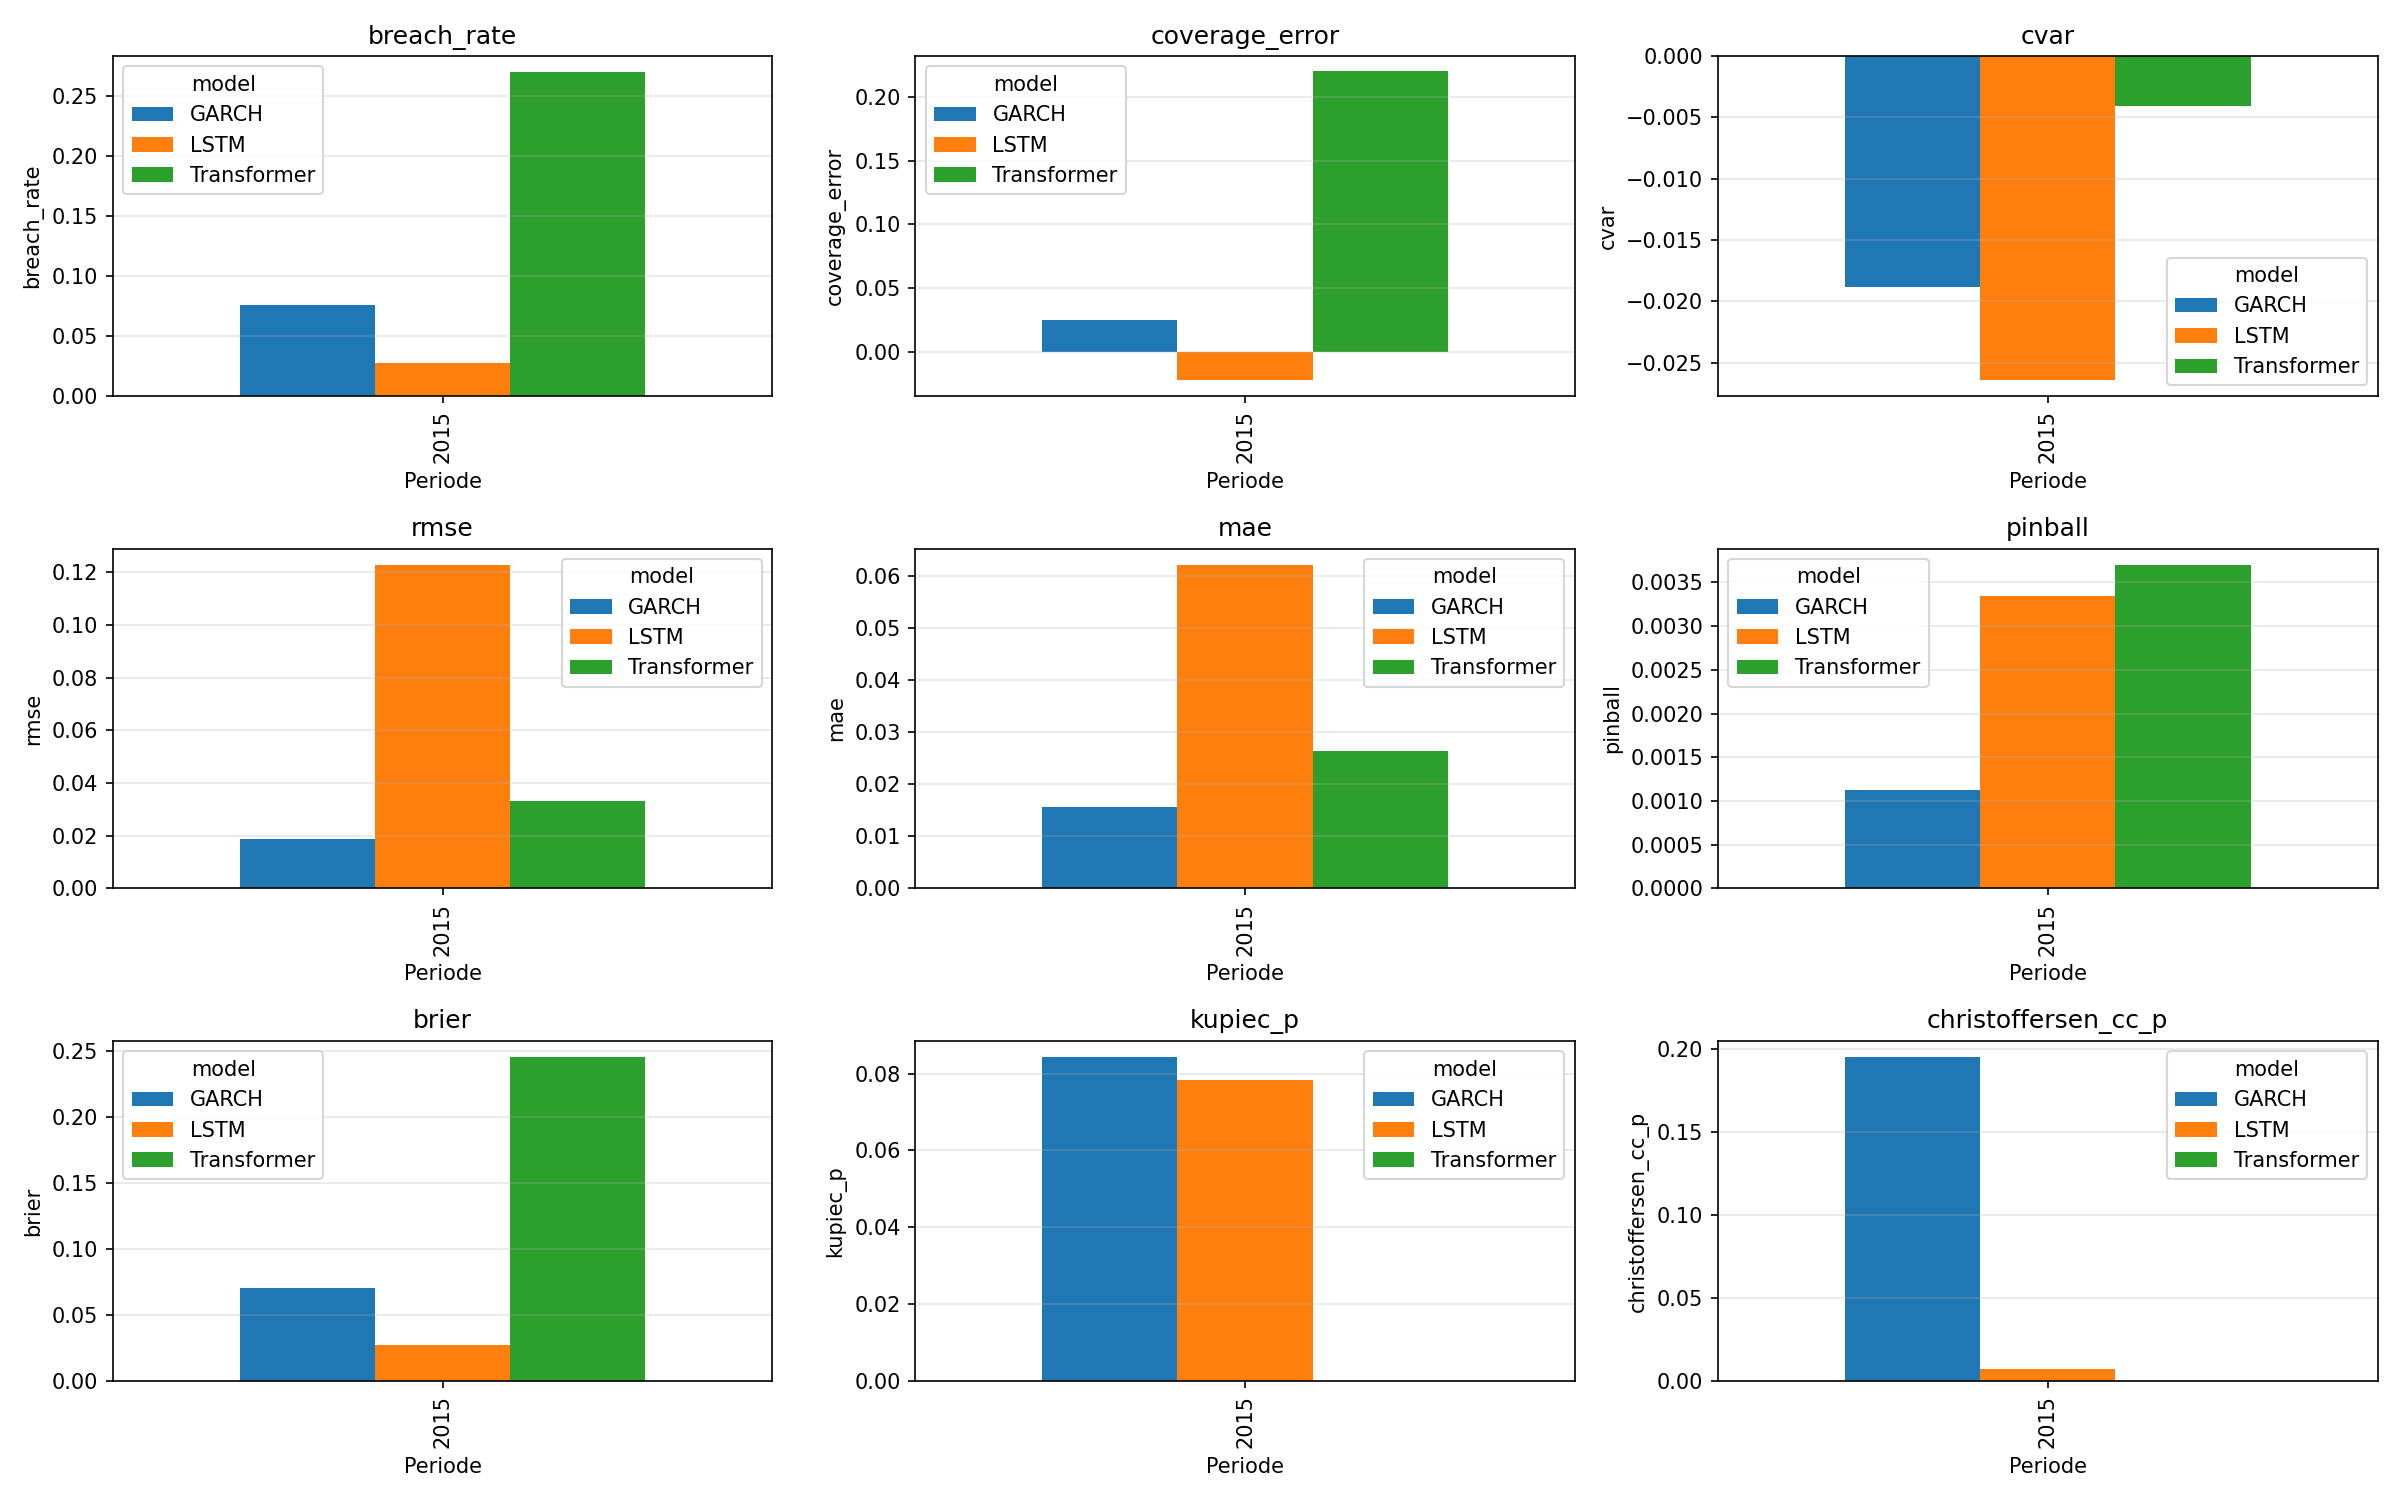 breach_rate
model
GARCH
LSTM
Transformer
breach_rate
0.25
0.20
0.15
0.10
0.05
0.00
2015
Periode
coverage_error
model
GARCH
LSTM
Transformer
coverage_error
0.20
0.15
0.10
0.05
0.00
2015
Periode
cvar
model
GARCH
LSTM
Transformer
cvar
0.000
−0.005
−0.010
−0.015
−0.020
−0.025
2015
Periode
rmse
model
GARCH
LSTM
Transformer
rmse
0.12
0.10
0.08
0.06
0.04
0.02
0.00
2015
Periode
mae
model
GARCH
LSTM
Transformer
mae
0.06
0.05
0.04
0.03
0.02
0.01
0.00
2015
Periode
pinball
model
GARCH
LSTM
Transformer
pinball
0.0035
0.0030
0.0025
0.0020
0.0015
0.0010
0.0005
0.0000
2015
Periode
brier
model
GARCH
LSTM
Transformer
brier
0.25
0.20
0.15
0.10
0.05
0.00
2015
Periode
kupiec_p
model
GARCH
LSTM
Transformer
kupiec_p
0.08
0.06
0.04
0.02
0.00
2015
Periode
christoffersen_cc_p
model
GARCH
LSTM
Transformer
christoffersen_cc_p
0.20
0.15
0.10
0.05
0.00
2015
Periode